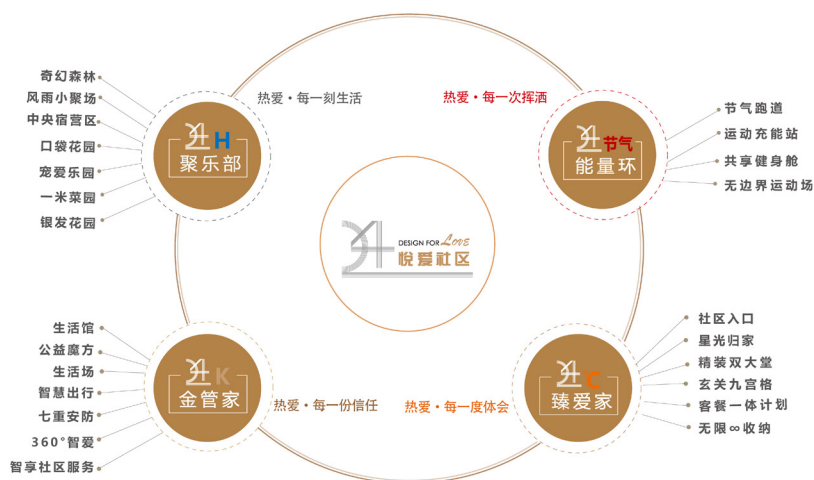 奇幻森林
风雨小聚场
中央宿营区
口袋花园
宠爱乐园
一米菜园
银发花园
H
聚乐部
热爱·每一刻生活
热爱·每一次挥洒
节气
能量环
节气跑道
运动充能站
共享健身舱
无边界运动场
DESIGN FOR Love
悦爱社区
生活馆
公益魔方
生活场
智慧出行
七重安防
360°智爱
智享社区服务
K
金管家
热爱·每一份信任
热爱·每一度体会
C
臻爱家
社区入口
星光归家
精装双大堂
玄关九宫格
客餐一体计划
无限∞收纳